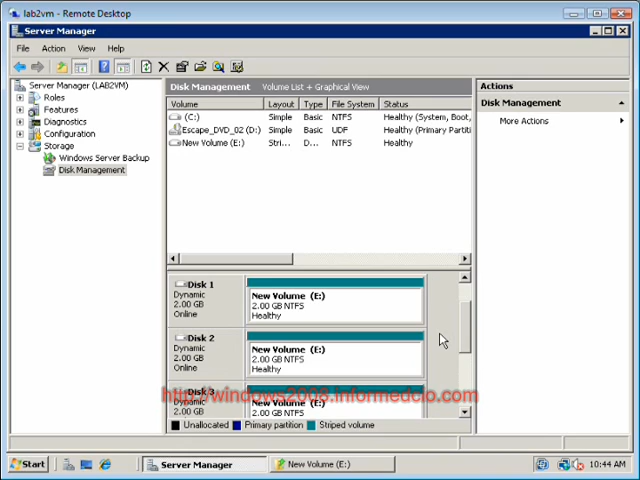 lab2vm - Remote Desktop
Server Manager
File Action View Help
Server Manager (LAB2VM)
Roles
Features
Diagnostics
Configuration
Storage
Windows Server Backup
Disk Management
Disk Management Volume List + Graphical View
Volume Layout Type File System Status
(C:) Simple Basic NTFS Healthy (System, Boot,
Escape_DVD_02 (D:) Simple Basic UDF Healthy (Primary Partiti
New Volume (E:) Stri... D... NTFS Healthy
Disk 1
Dynamic
2.00 GB
Online
New Volume (E:)
2.00 GB NTFS
Healthy
Disk 2
Dynamic
2.00 GB
Online
New Volume (E:)
2.00 GB NTFS
Healthy
Disk 3
Dynamic
2.00 GB
New Volume (E:)
2.00 GB NTFS
http://windows2008.informedcio.com
Unallocated Primary partition Striped volume
Actions
Disk Management
More Actions
Start Server Manager New Volume (E:) 10:44 AM